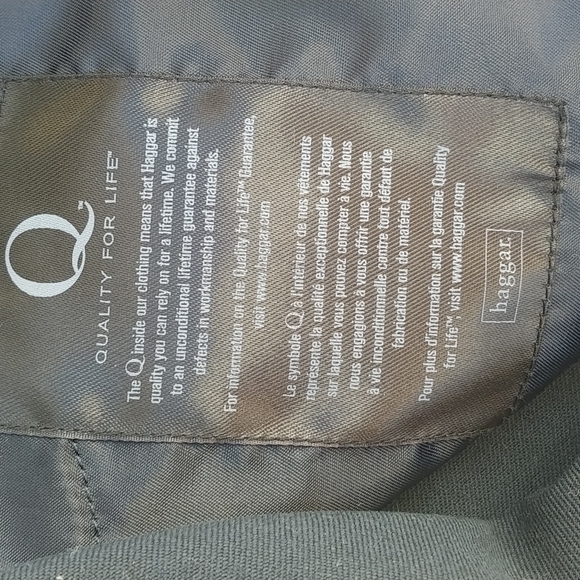 Q
QUALITY FOR LIFE™
The Q inside our clothing means that Haggar is
quality you can rely on for a lifetime. We commit
to an unconditional lifetime guarantee against
defects in workmanship and materials.
For information on the Quality for Life™ Guarantee,
visit www.haggar.com
Le symbole Q à l'intérieur de nos vêtements
représente la qualité exceptionelle de Haggar
sur laquelle vous pouvez compter à vie. Nous
nous engageons à vous offrir une garantie
à vie inconditionnelle contre tout défaut de
fabrication ou de matériel.
Pour plus d'information sur la garantie Quality
for Life™, visit www.haggar.com
haggar.